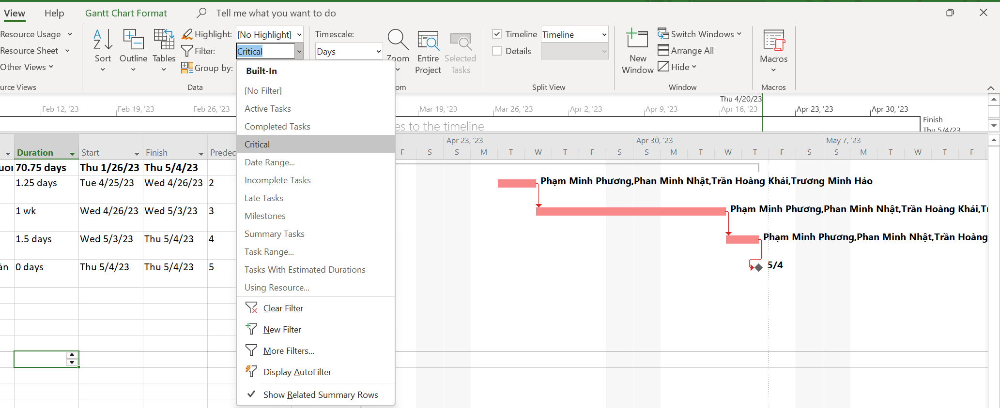 View Help Gantt Chart Format Tell me what you want to do
Resource Usage
Resource Sheet
Other Views
urce Views
Sort
Outline
Tables
Highlight: [No Highlight]
Filter: Critical
Group by:
Data
Timescale:
Days
Zoom
Entire
Project
Selected
Tasks
om
Timeline Timeline
Details
Split View
New
Window
Switch Windows
Arrange All
Hide
Window
Macros
Macros
Built-In
[No Filter]
Active Tasks
Completed Tasks
Critical
Date Range...
Incomplete Tasks
Late Tasks
Milestones
Summary Tasks
Task Range...
Tasks With Estimated Durations
Using Resource...
Clear Filter
New Filter
More Filters...
Display AutoFilter
Show Related Summary Rows
Thu 4/20/23
Feb 12, '23 Feb 19, '23 Feb 26, '23 Mar 19, '23 Mar 26, '23 Apr 2, '23 Apr 9, '23 Apr 16, '23 Apr 23, '23 Apr 30, '23
Finish
Thu 5/4/23
es to the timeline
Duration Start Finish Predec
uor 70.75 days Thu 1/26/23 Thu 5/4/23
1.25 days Tue 4/25/23 Wed 4/26/23 2
1 wk Wed 4/26/23 Wed 5/3/23 3
1.5 days Wed 5/3/23 Thu 5/4/23 4
àn 0 days Thu 5/4/23 Thu 5/4/23 5
Apr 23, '23 Apr 30, '23 May 7, '23
F S S M T W T F S S M T W T F S S M T W T F
Phạm Minh Phương,Phan Minh Nhật,Trần Hoàng Khải,Trương Minh Hảo
Phạm Minh Phương,Phan Minh Nhật,Trần Hoàng Khải,Tr
Phạm Minh Phương,Phan Minh Nhật,Trần Hoàng
5/4